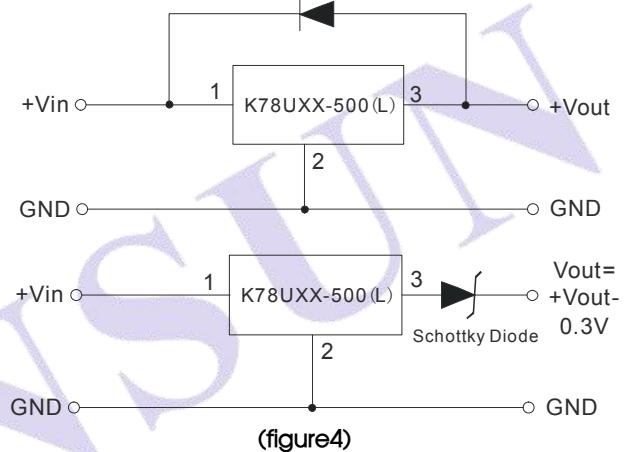 1
K78UXX-500(L)
3
+Vin
+Vout
2
GND
GND
1
K78UXX-500(L)
3
+Vin
Vout=
+Vout-
0.3V
Schottky Diode
2
GND
GND
(figure4)
NSUN